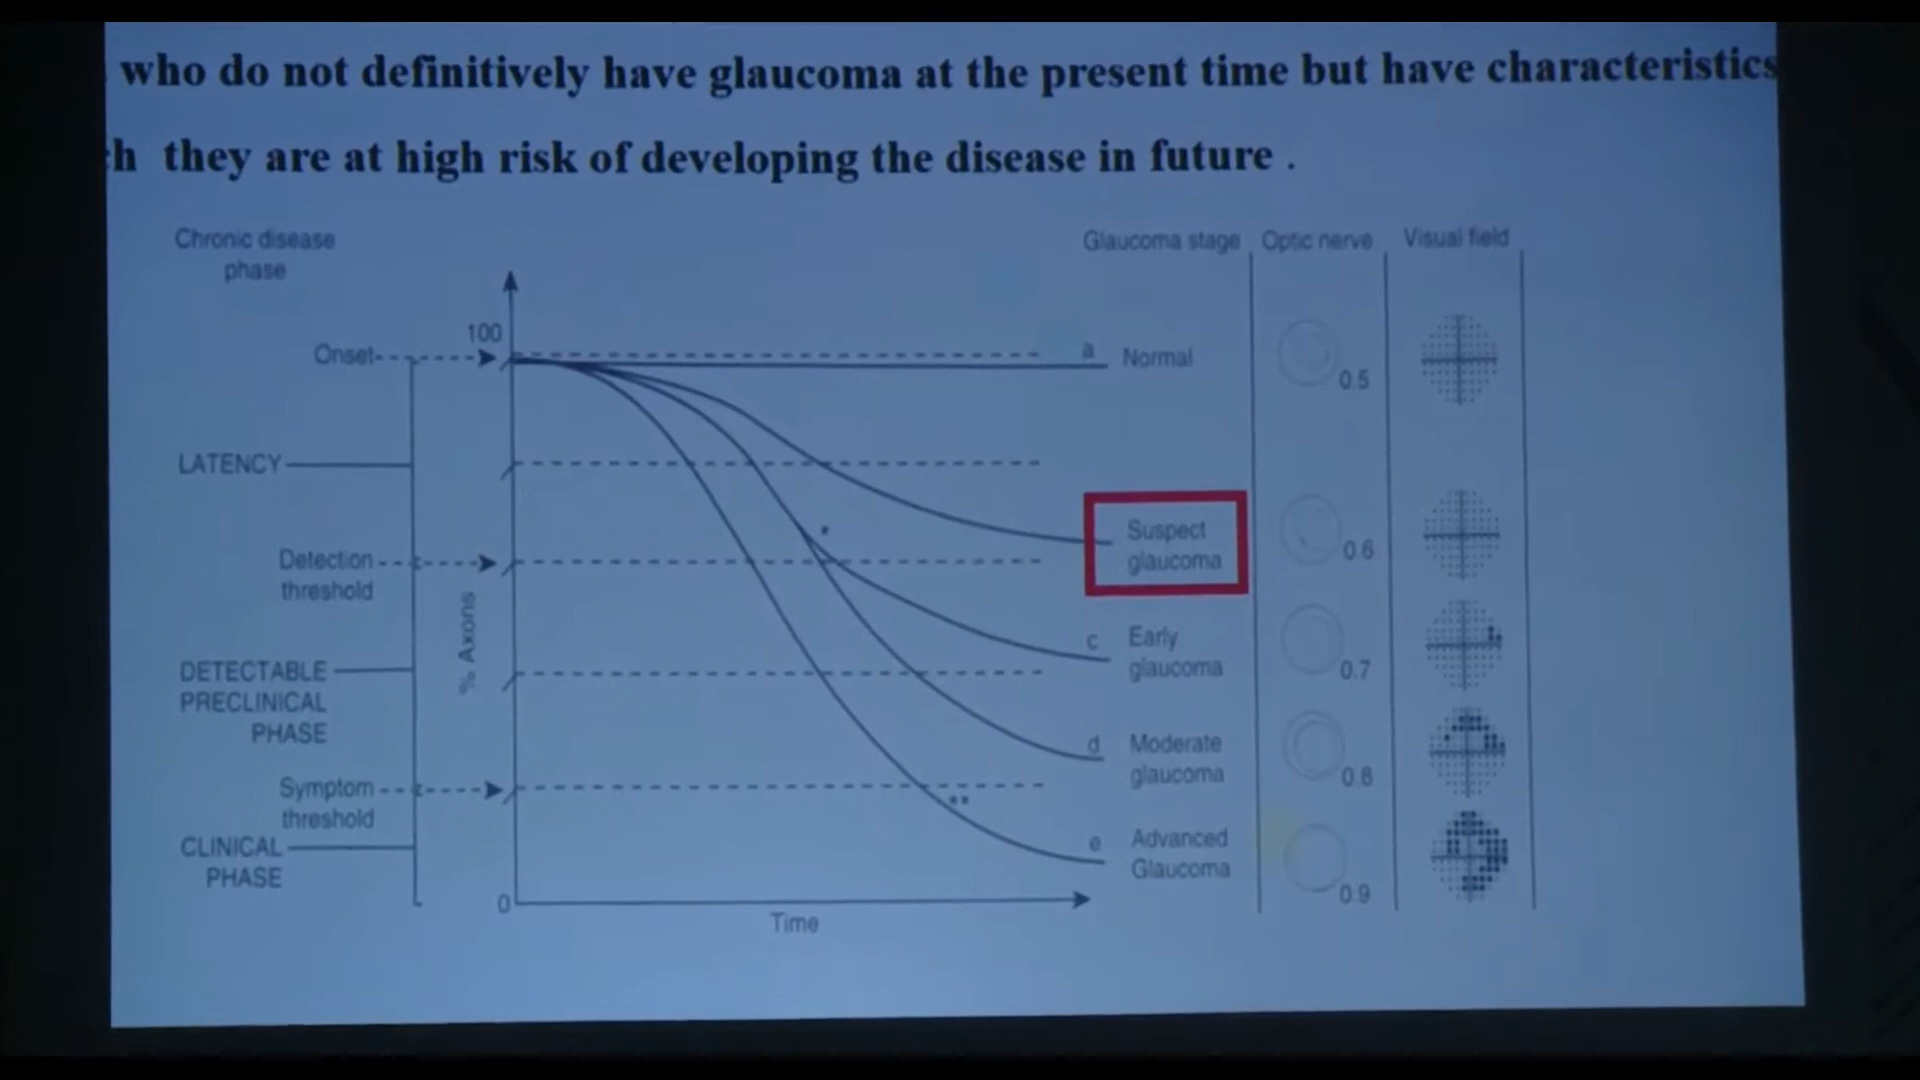 who do not definitively have glaucoma at the present time but have characteristics
they are at high risk of developing the disease in future .
Chronic disease
phase
Glaucoma stage
Optic nerve
Visual field
100
Onset
a
Normal
0.5
LATENCY
Suspect
glaucoma
0.6
Detection
threshold
% Axons
c
Early
glaucoma
0.7
DETECTABLE
PRECLINICAL
PHASE
d
Moderate
glaucoma
0.8
Symptom
threshold
**
CLINICAL
PHASE
e
Advanced
Glaucoma
0.9
0
Time